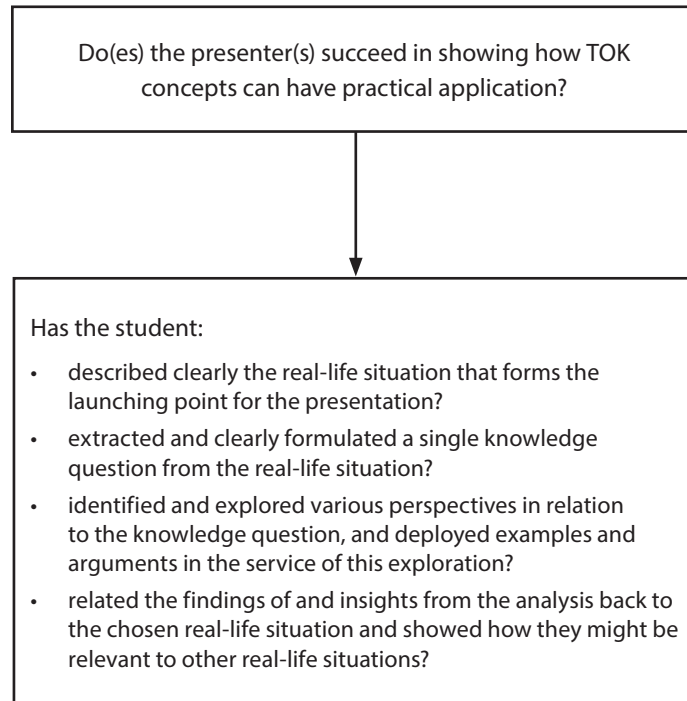 Do(es) the presenter(s) succeed in showing how TOK
concepts can have practical application?
Has the student:
• described clearly the real-life situation that forms the
launching point for the presentation?
• extracted and clearly formulated a single knowledge
question from the real-life situation?
• identified and explored various perspectives in relation
to the knowledge question, and deployed examples and
arguments in the service of this exploration?
• related the findings of and insights from the analysis back to
the chosen real-life situation and showed how they might be
relevant to other real-life situations?